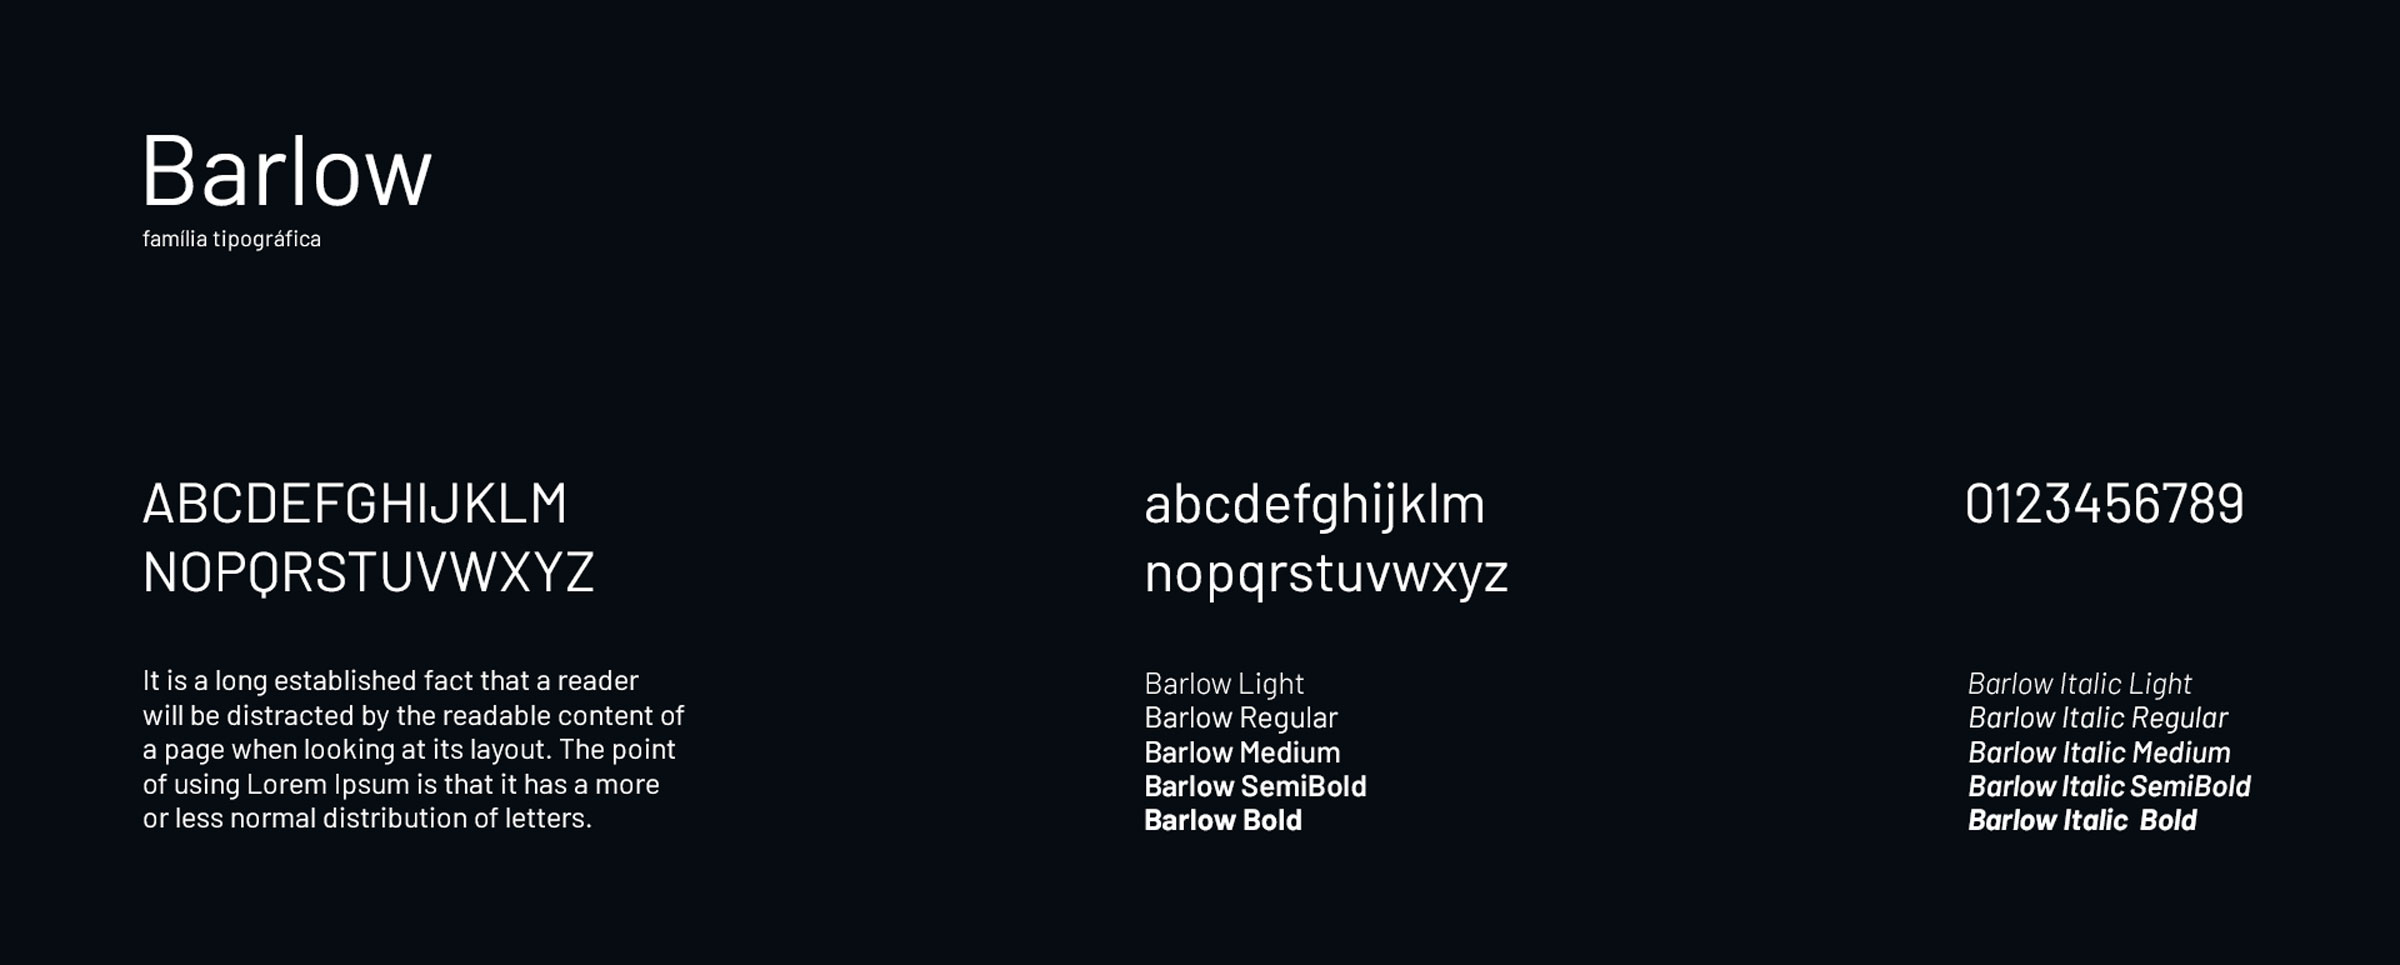 Barlow
família tipográfica
ABCDEFGHIJKLM
NOPQRSTUVWXYZ
It is a long established fact that a reader
will be distracted by the readable content of
a page when looking at its layout. The point
of using Lorem Ipsum is that it has a more
or less normal distribution of letters.
abcdefghijklm
nopqrstuvwxyz
Barlow Light
Barlow Regular
Barlow Medium
Barlow SemiBold
Barlow Bold
0123456789
Barlow Italic Light
Barlow Italic Regular
Barlow Italic Medium
Barlow Italic SemiBold
Barlow Italic  Bold